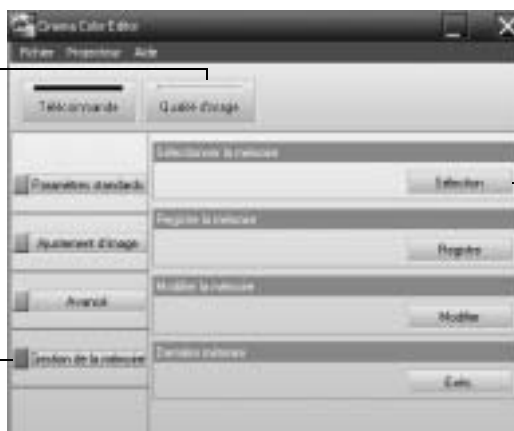 Cinema Color Editor
Fichier Projecteur Aide
Télécommande Qualité d'image
Sélectionner la mémoire
Paramètres standards Sélection
Registre la mémoire
Ajustement d'image Registre
Modifier la mémoire
Avancé Modifier
Dernière mémoire
Gestion de la mémoire